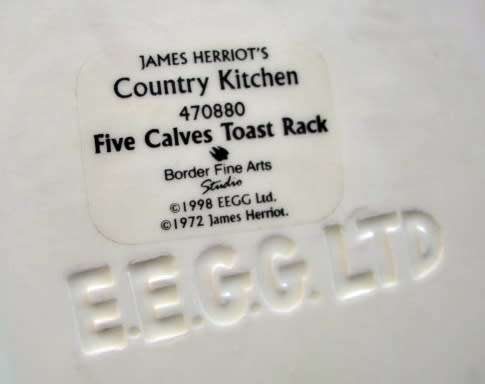 JAMES HERRIOT'S
Country Kitchen
470880
Five Calves Toast Rack
Border Fine Arts
Studio
©1998 EEGG Ltd.
©1972 James Herriot.
E.E.G.G. LTD